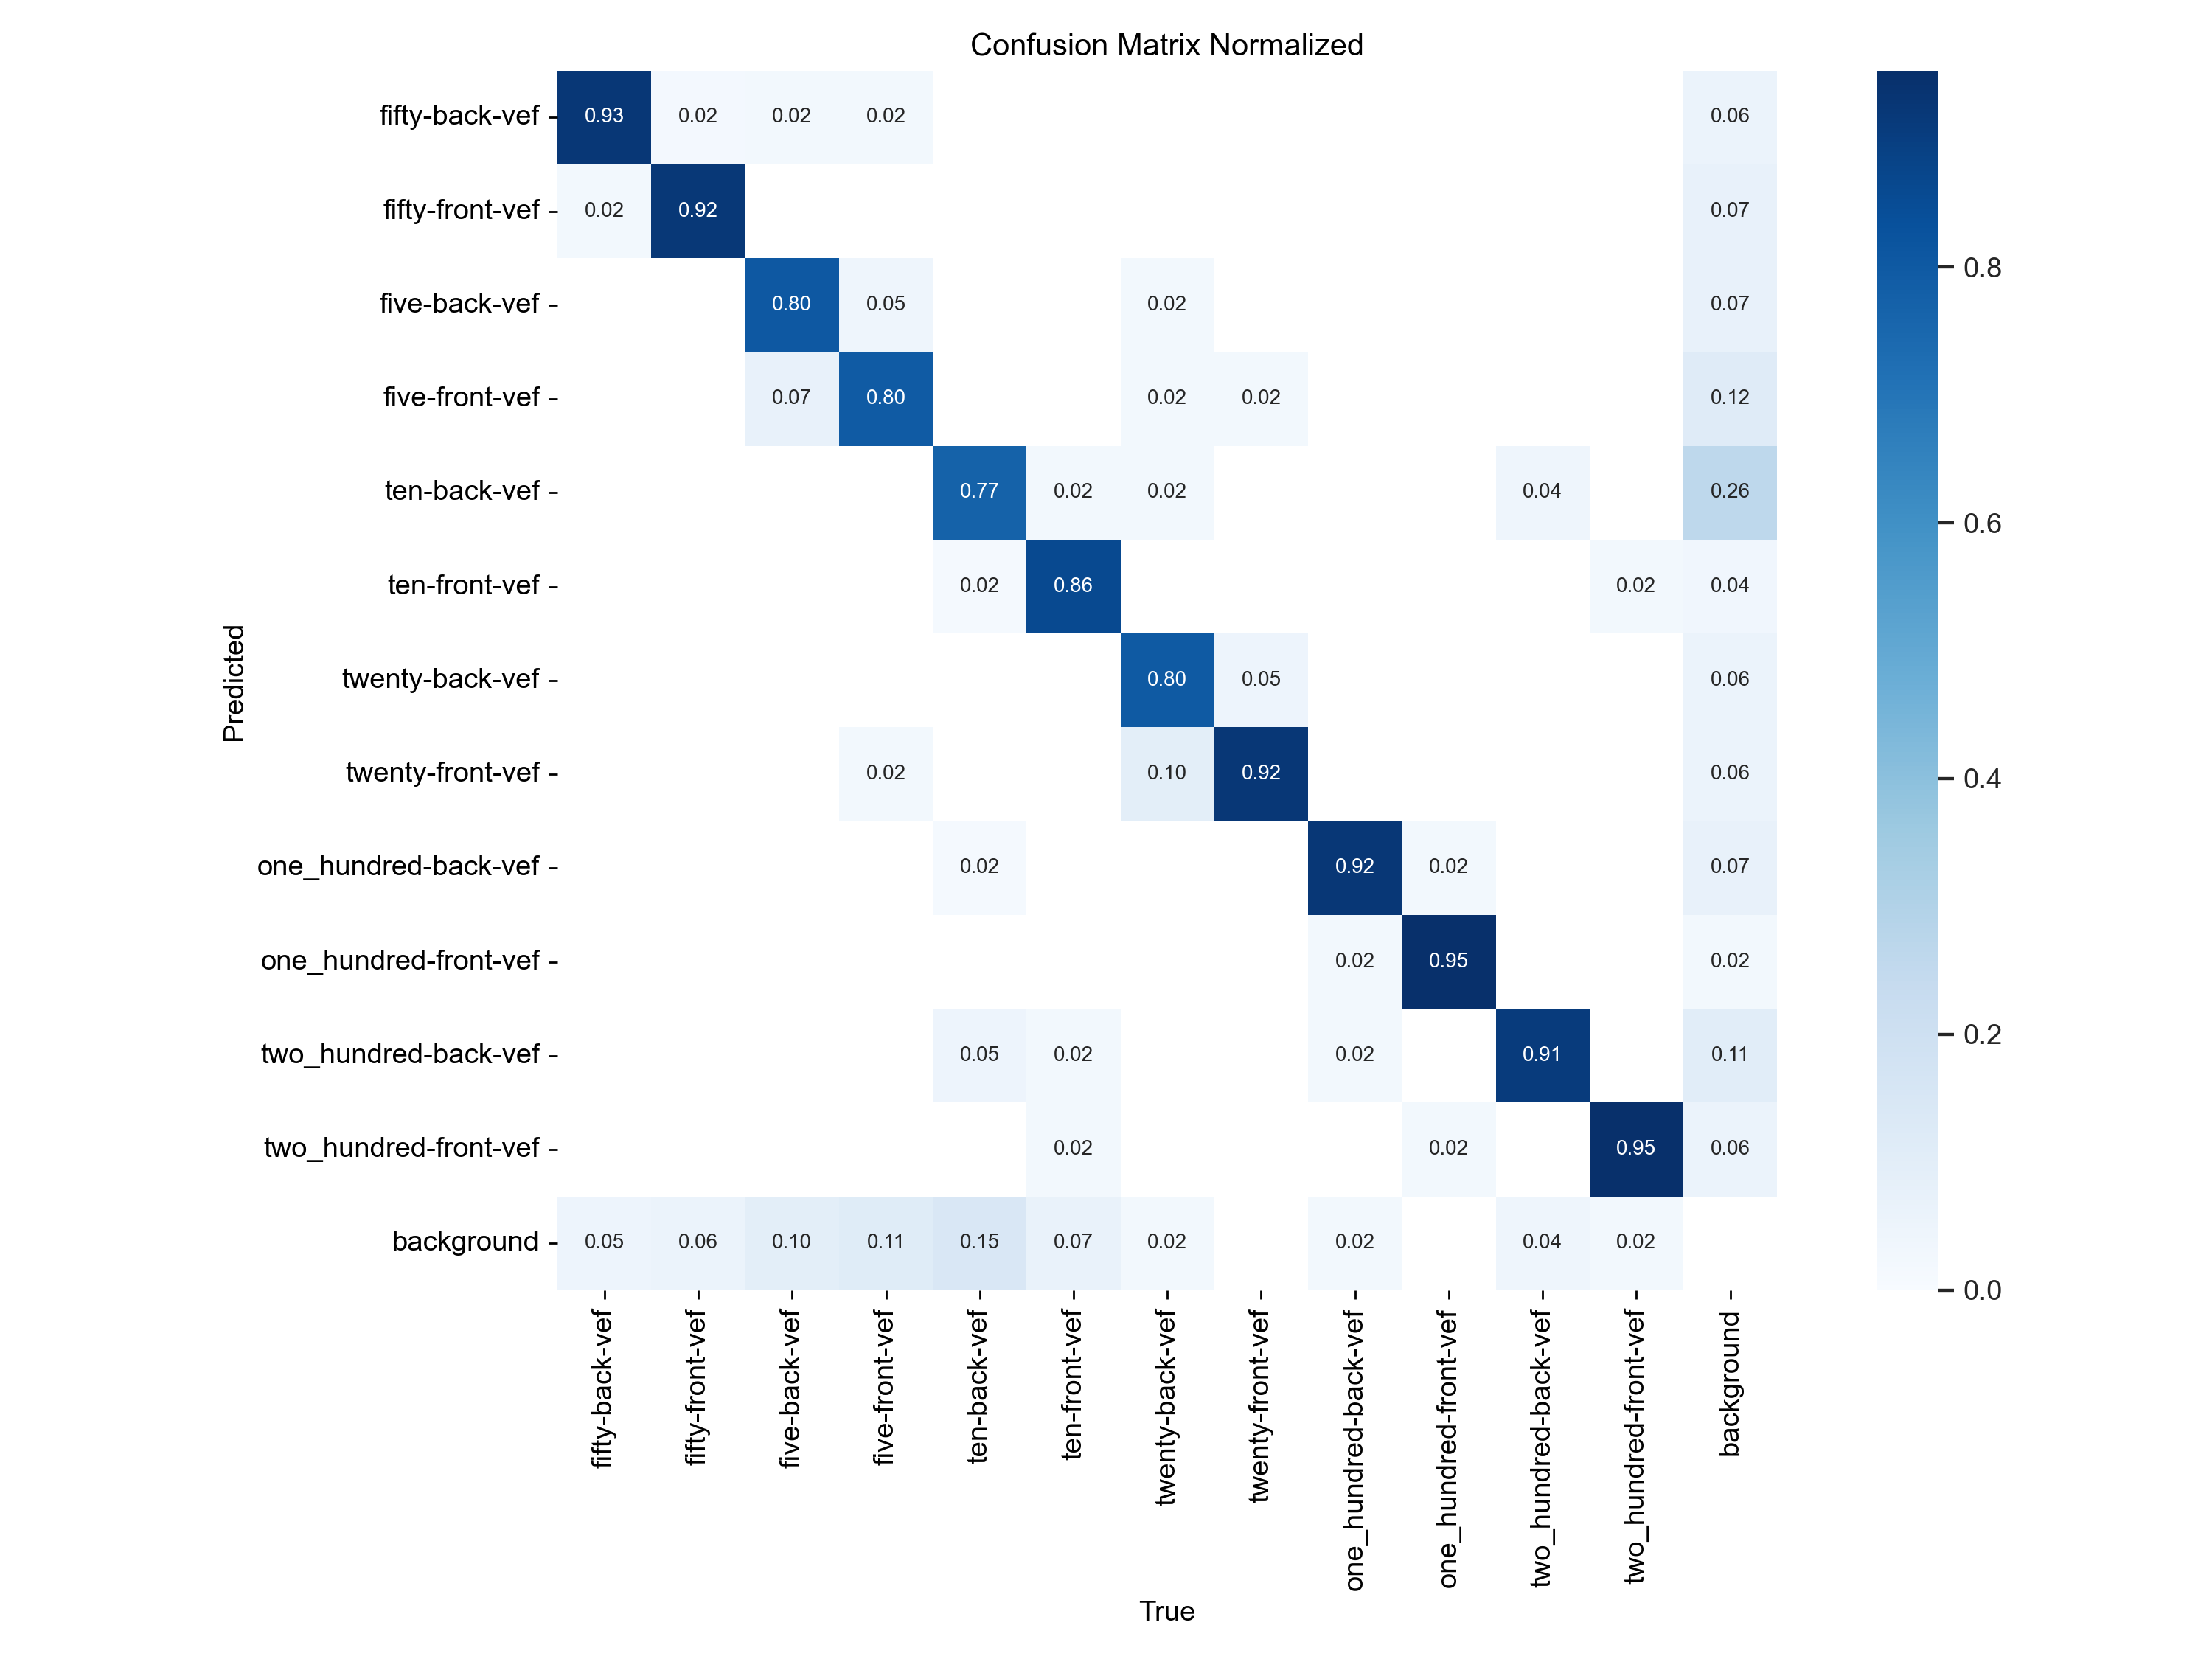 Confusion Matrix Normalized
fifty-back-vef 0.93 0.02 0.02 0.02 0.06
fifty-front-vef 0.02 0.92 0.07
five-back-vef 0.80 0.05 0.02 0.07
five-front-vef 0.07 0.80 0.02 0.02 0.12
ten-back-vef 0.77 0.02 0.02 0.04 0.26
ten-front-vef 0.02 0.86 0.02 0.04
twenty-back-vef 0.80 0.05 0.06
twenty-front-vef 0.02 0.10 0.92 0.06
one_hundred-back-vef 0.02 0.92 0.02 0.07
one_hundred-front-vef 0.02 0.95 0.02
two_hundred-back-vef 0.05 0.02 0.02 0.91 0.11
two_hundred-front-vef 0.02 0.02 0.95 0.06
background 0.05 0.06 0.10 0.11 0.15 0.07 0.02 0.02 0.04 0.02
Predicted
fifty-back-vef
fifty-front-vef
five-back-vef
five-front-vef
ten-back-vef
ten-front-vef
twenty-back-vef
twenty-front-vef
one_hundred-back-vef
one_hundred-front-vef
two_hundred-back-vef
two_hundred-front-vef
background
True
0.8
0.6
0.4
0.2
0.0